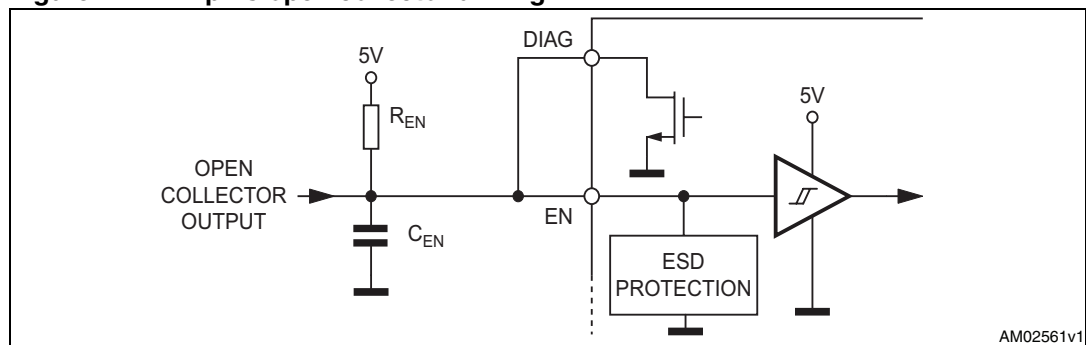 DIAG
5V
5V
R_EN
OPEN
COLLECTOR
OUTPUT
EN
C_EN
ESD
PROTECTION
AM02561v1